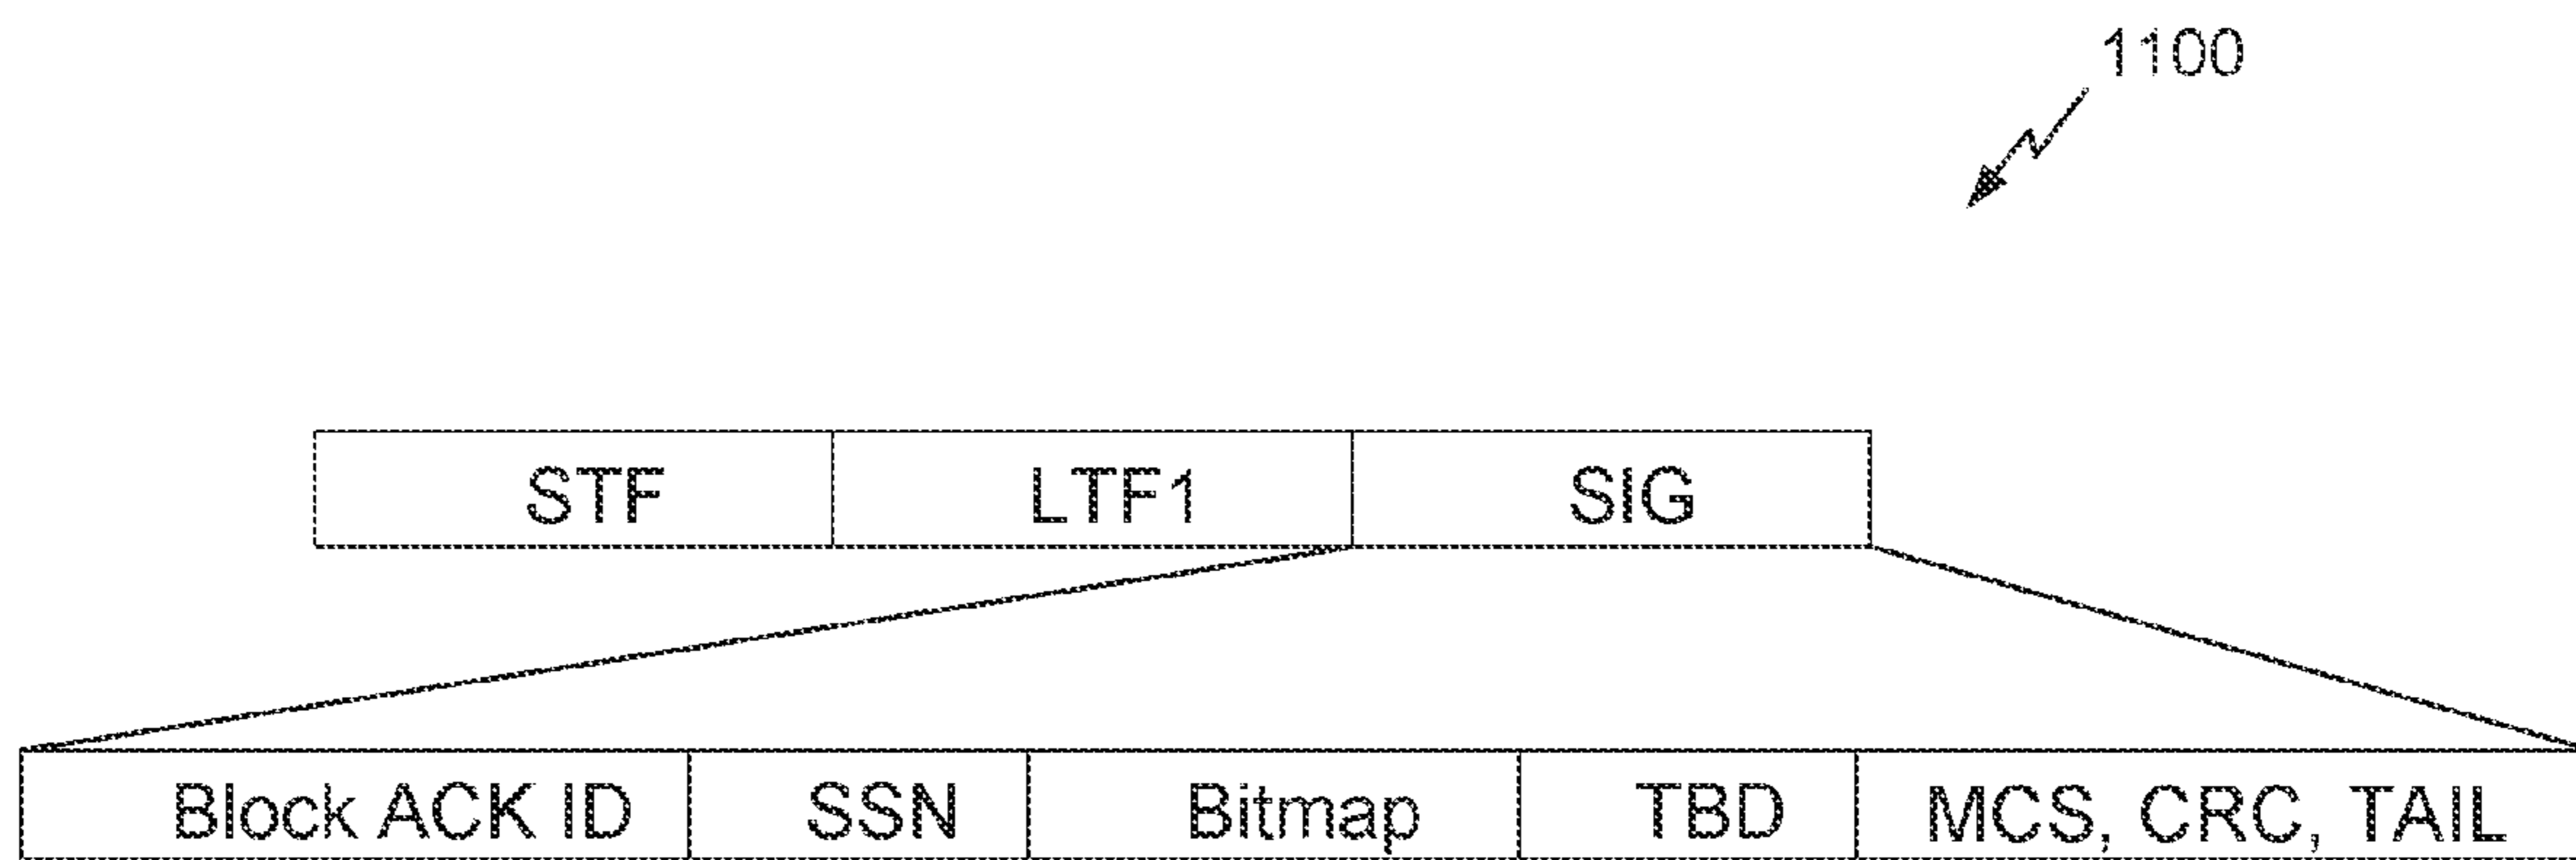 1100
STF LTF1 SIG
Block ACK ID SSN Bitmap TBD MCS, CRC, TAIL